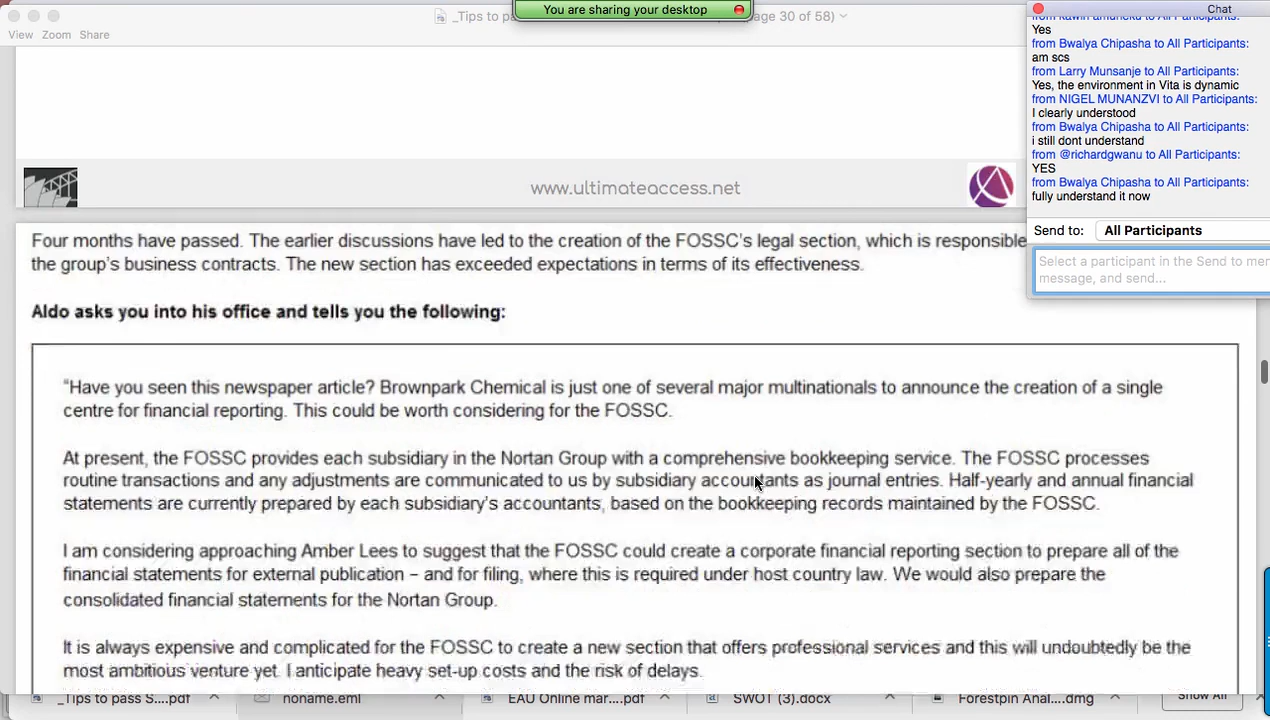 You are sharing your desktop
_Tips to pa
page 30 of 58)
View Zoom Share
Chat
Yes
from Bwalya Chipasha to All Participants:
am scs
from Larry Munsanje to All Participants:
Yes, the environment in Vita is dynamic
from NIGEL MUNANZVI to All Participants:
I clearly understood
from Bwalya Chipasha to All Participants:
i still dont understand
from @richardgwanu to All Participants:
YES
from Bwalya Chipasha to All Participants:
fully understand it now
Send to: All Participants
Select a participant in the Send to men
message, and send...
www.ultimateaccess.net
Four months have passed. The earlier discussions have led to the creation of the FOSSC's legal section, which is responsible
the group's business contracts. The new section has exceeded expectations in terms of its effectiveness.
Aldo asks you into his office and tells you the following:
“Have you seen this newspaper article? Brownpark Chemical is just one of several major multinationals to announce the creation of a single
centre for financial reporting. This could be worth considering for the FOSSC.
At present, the FOSSC provides each subsidiary in the Nortan Group with a comprehensive bookkeeping service. The FOSSC processes
routine transactions and any adjustments are communicated to us by subsidiary accountants as journal entries. Half-yearly and annual financial
statements are currently prepared by each subsidiary's accountants, based on the bookkeeping records maintained by the FOSSC.
I am considering approaching Amber Lees to suggest that the FOSSC could create a corporate financial reporting section to prepare all of the
financial statements for external publication – and for filing, where this is required under host country law. We would also prepare the
consolidated financial statements for the Nortan Group.
It is always expensive and complicated for the FOSSC to create a new section that offers professional services and this will undoubtedly be the
most ambitious venture yet. I anticipate heavy set-up costs and the risk of delays.
_Tips to pass S....pdf
noname.eml
EAU Online mar....pdf
SWOT (3).docx
Forestpin Anal....dmg
Show All